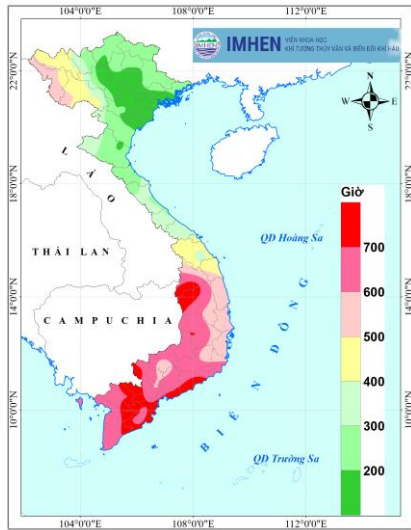 IMHEN
VIỆN KHOA HỌC
KHÍ TƯỢNG THỦY VĂN VÀ BIẾN ĐỔI KHÍ HẬU
104°0'0"E
108°0'0"E
112°0'0"E
22°0'0"N
18°0'0"N
14°0'0"N
10°0'0"N
N
W
E
S
LÀO
THÁI LAN
CAMPUCHIA
QĐ Hoàng Sa
BIỂN ĐÔNG
QĐ Trường Sa
Giờ
700
600
500
400
300
200
104°0'0"E
108°0'0"E
112°0'0"E